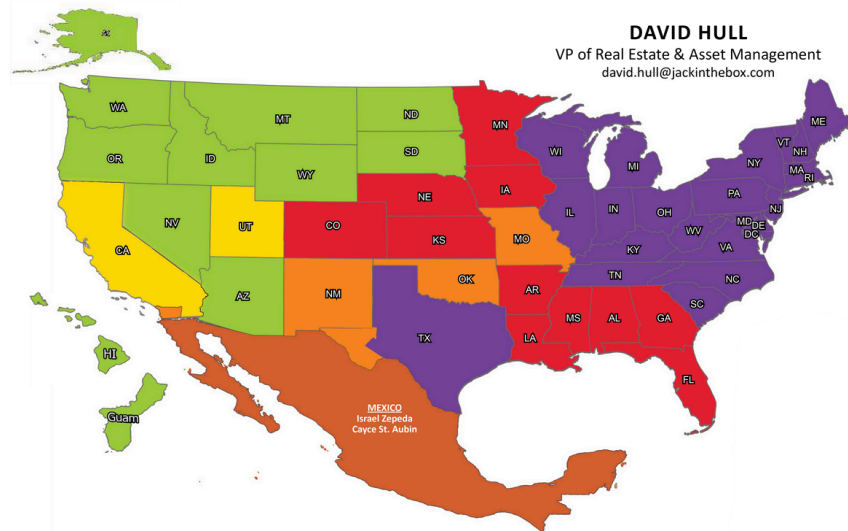 DAVID HULL
VP of Real Estate & Asset Management
david.hull@jackinthebox.com
WA
MT
ND
MN
ME
OR
ID
SD
WI
MI
VT
NH
NY
MA
RI
WY
NE
IA
PA
NJ
NV
UT
CO
KS
MO
IL
IN
OH
MD
DE
DC
WV
VA
KY
CA
AZ
NM
OK
AR
TN
NC
SC
TX
LA
MS
AL
GA
HI
FL
Guam
MEXICO
Israel Zepeda
Cayce St. Aubin